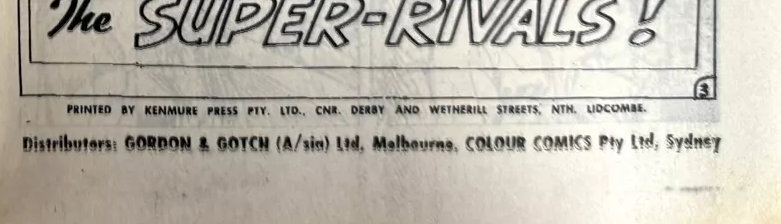 The SUPER-RIVALS!
3
PRINTED BY KENMURE PRESS PTY. LTD., CNR. DERBY AND WETHERILL STREETS, NTH. LIDCOMBE.
Distributors: GORDON & GOTCH (A/sia) Ltd, Melbourne, COLOUR COMICS Pty Ltd, Sydney